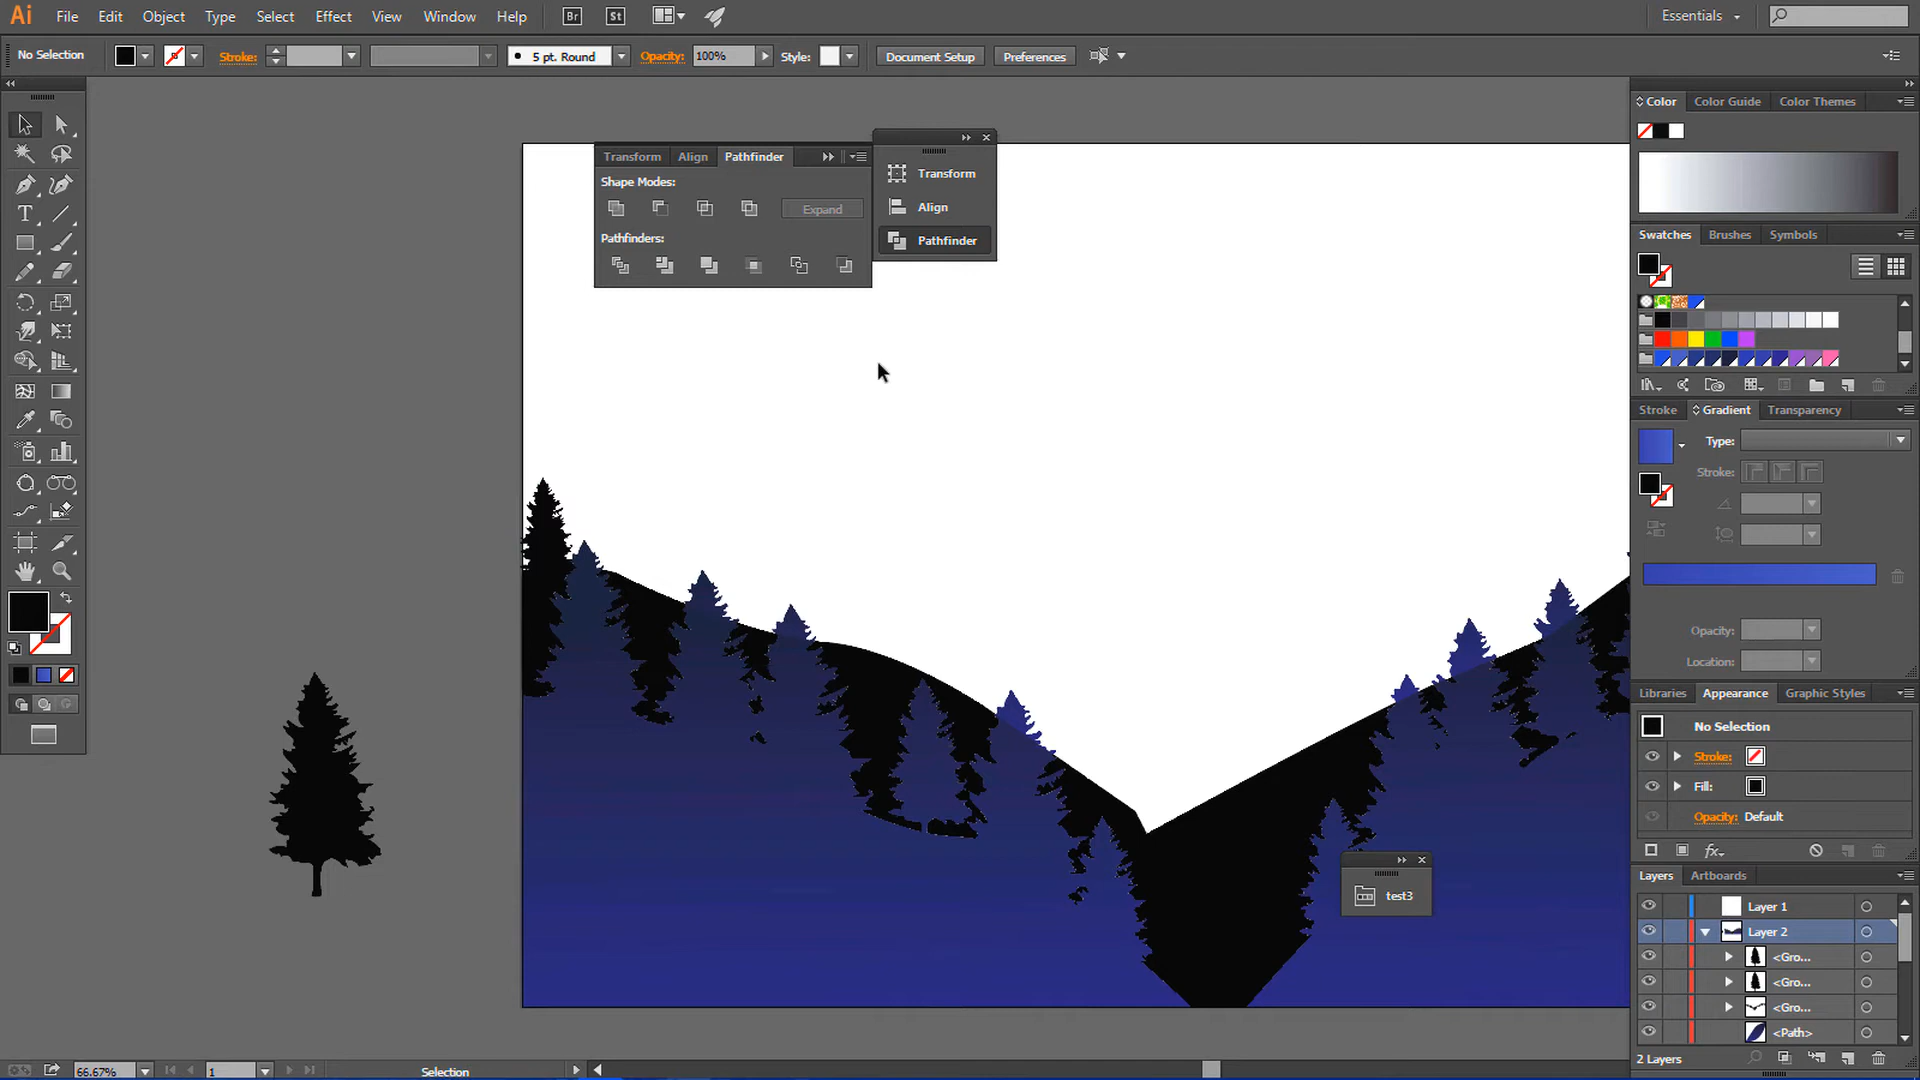 Ai File Edit Object Type Select Effect View Window Help Br St Essentials
No Selection Stroke: 5 pt. Round Opacity: 100% Style: Document Setup Preferences
Color Color Guide Color Themes
Transform Align Pathfinder
Shape Modes:
Expand
Pathfinders:
Transform
Align
Pathfinder
Swatches Brushes Symbols
Stroke Gradient Transparency
Type:
Stroke:
Opacity:
Location:
Libraries Appearance Graphic Styles
No Selection
Stroke:
Fill:
Opacity: Default
fx
Layers Artboards
Layer 1
Layer 2
<Gro...
<Gro...
<Gro...
<Path>
2 Layers
test3
66.67% 1 Selection